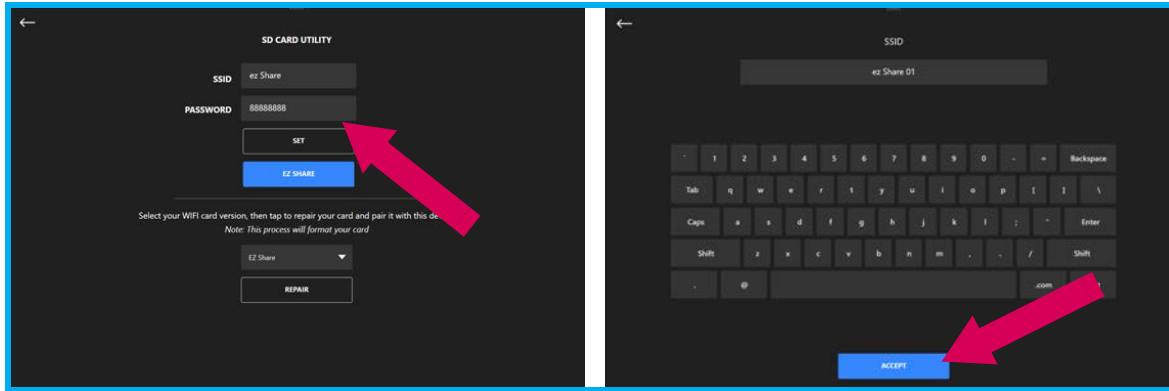 SD CARD UTILITY
SSID ez Share
PASSWORD 88888888
SET
EZ SHARE
Select your WIFI card version, then tap to repair your card and pair it with this
Note: This process will format your card
EZ Share
REPAIR
SSID
ez Share 01
` 1 2 3 4 5 6 7 8 9 0 - = Backspace
Tab q w e r t y u i o p [ ] \
Caps a s d f g h j k l ; ' Enter
Shift z x c v b n m , . / Shift
@ .com
ACCEPT